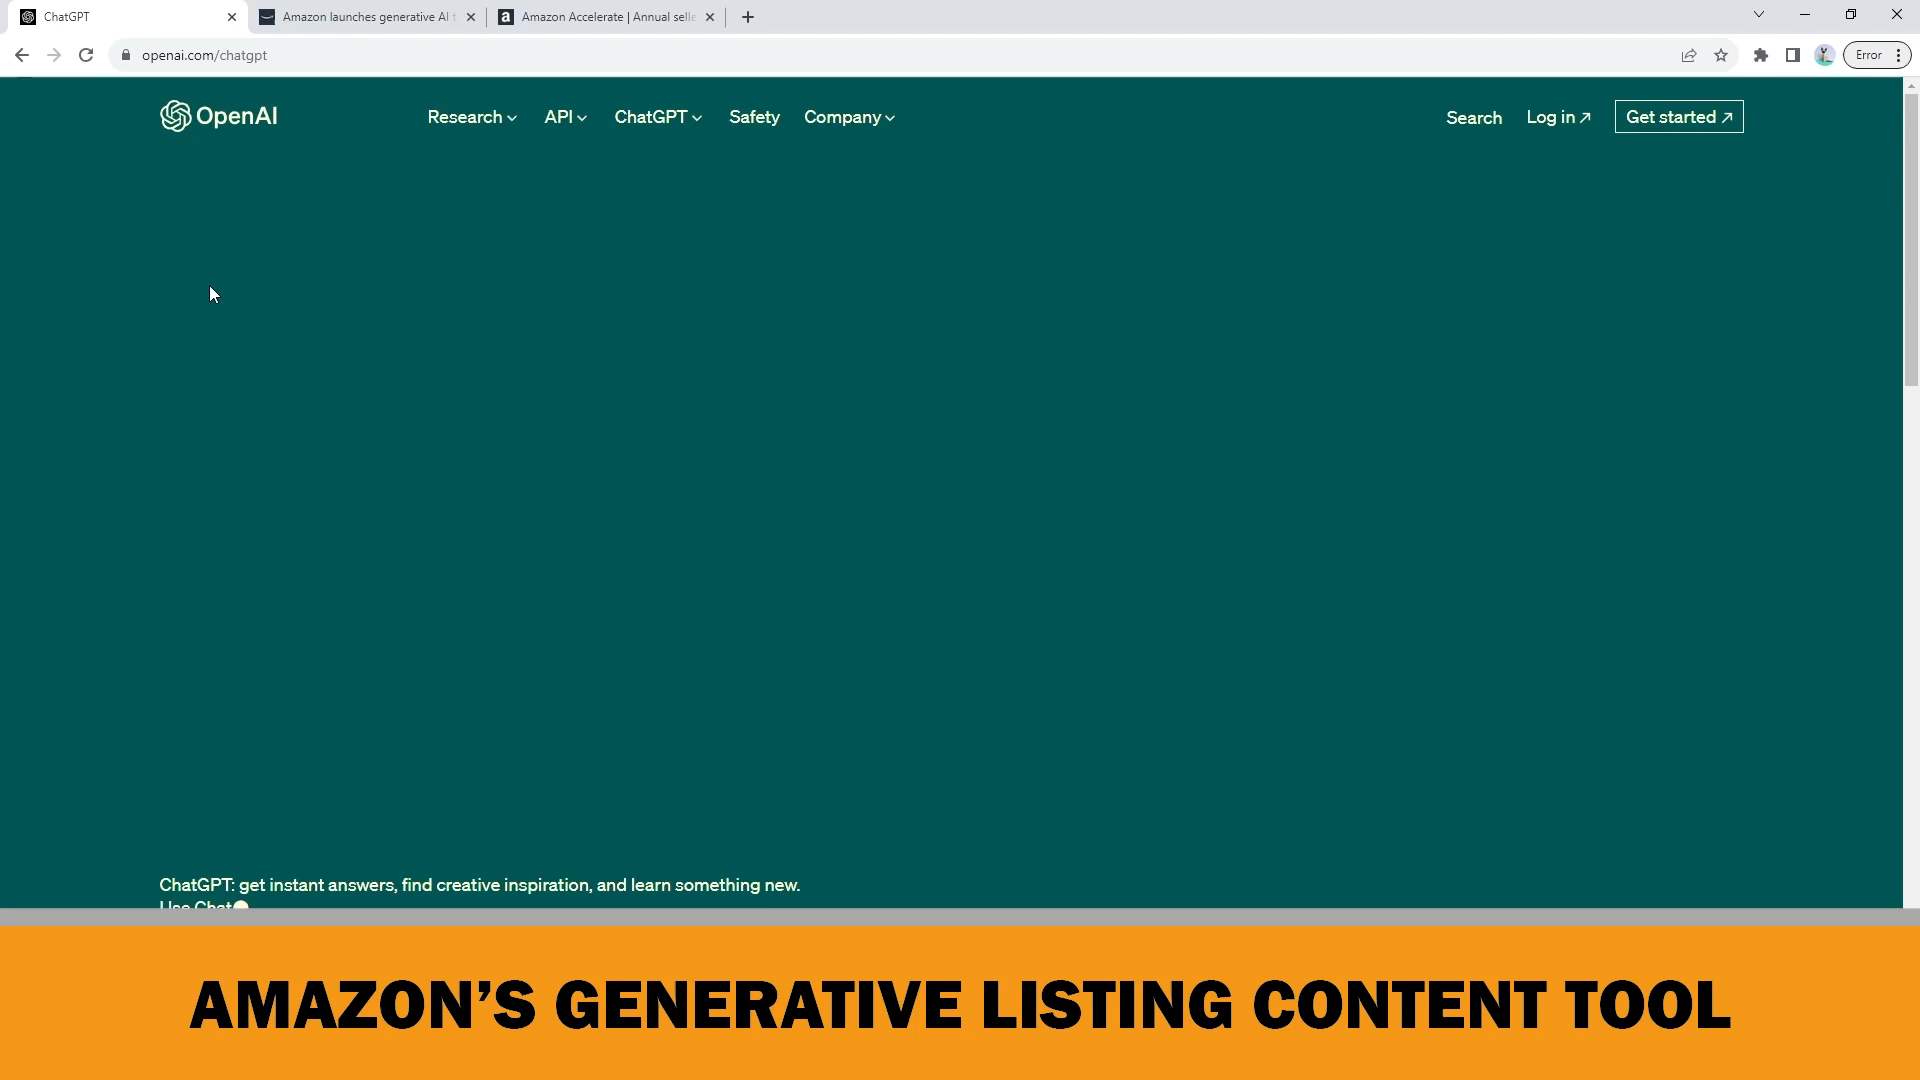 ChatGPT
Amazon launches generative AI t
Amazon Accelerate | Annual selle
openai.com/chatgpt
Error
OpenAI
Research
API
ChatGPT
Safety
Company
Search
Log in ↗
Get started ↗
ChatGPT: get instant answers, find creative inspiration, and learn something new.
Use Chat
AMAZON’S GENERATIVE LISTING CONTENT TOOL